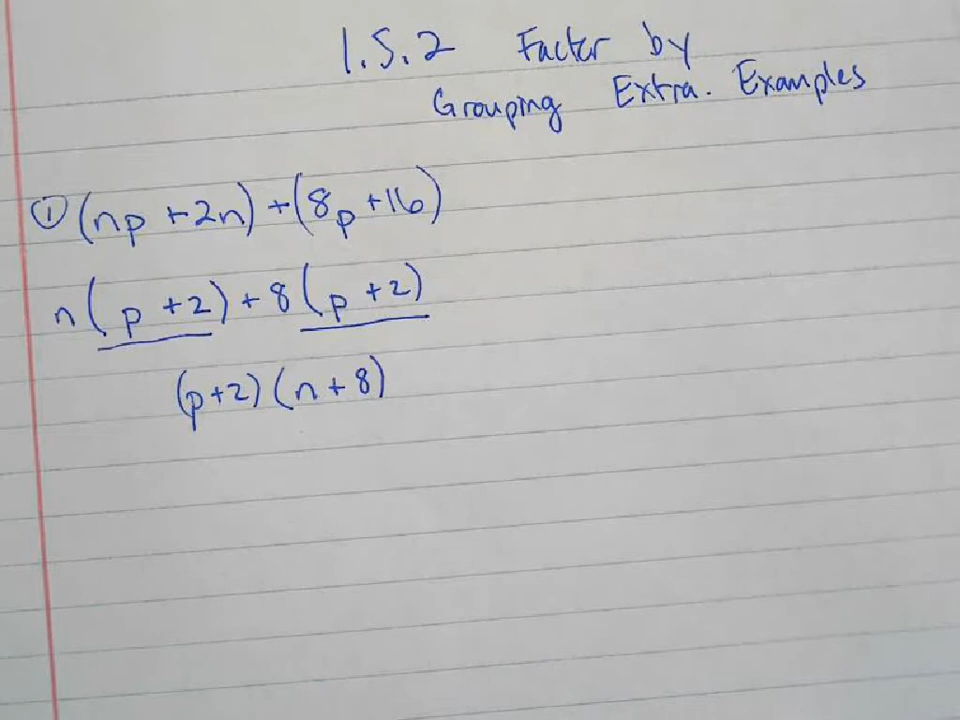 1.5.2 Factor by
Grouping Extra. Examples
① (np + 2n) + (8p + 16)
n(p + 2) + 8(p + 2)
(p+2)(n + 8)